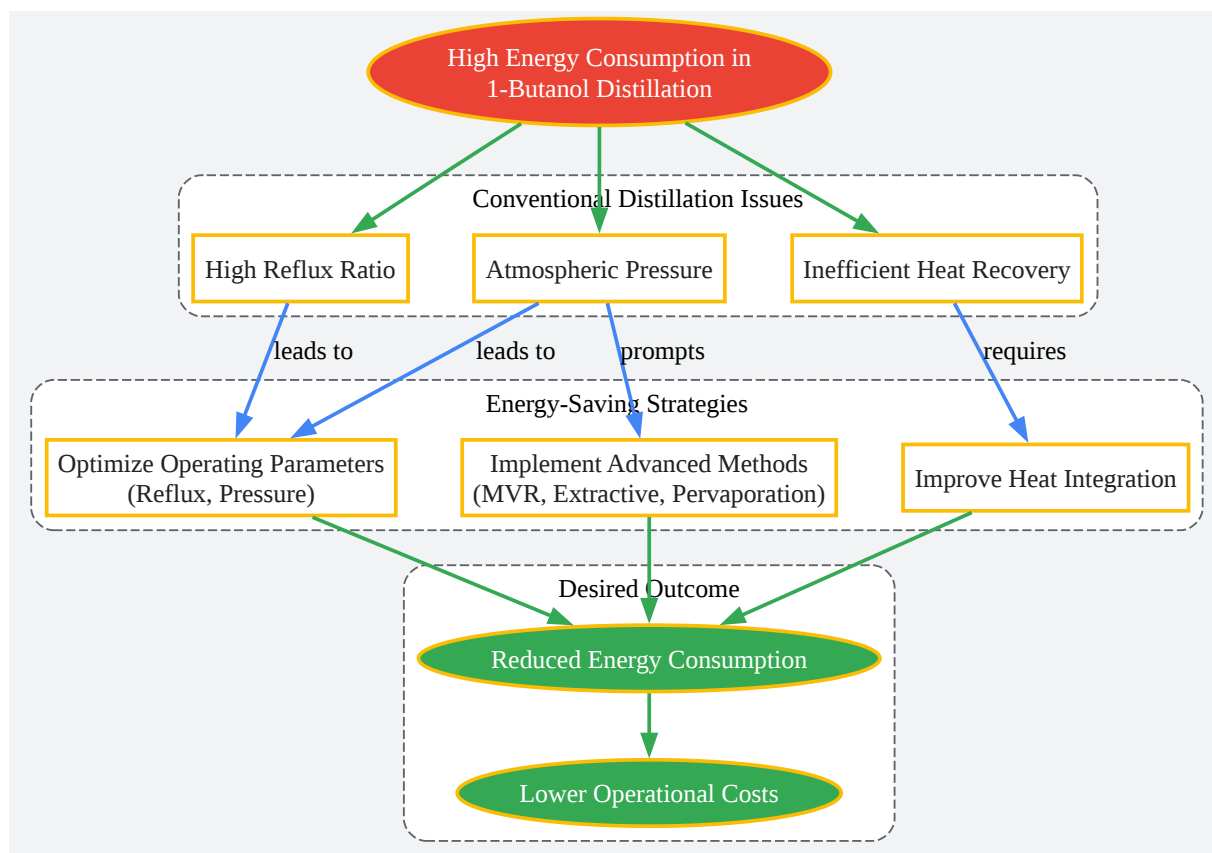 High Energy Consumption in
1-Butanol Distillation
Conventional Distillation Issues
High Reflux Ratio
Atmospheric Pressure
Inefficient Heat Recovery
leads to
leads to
prompts
requires
Energy-Saving Strategies
Optimize Operating Parameters
(Reflux, Pressure)
Implement Advanced Methods
(MVR, Extractive, Pervaporation)
Improve Heat Integration
Desired Outcome
Reduced Energy Consumption
Lower Operational Costs